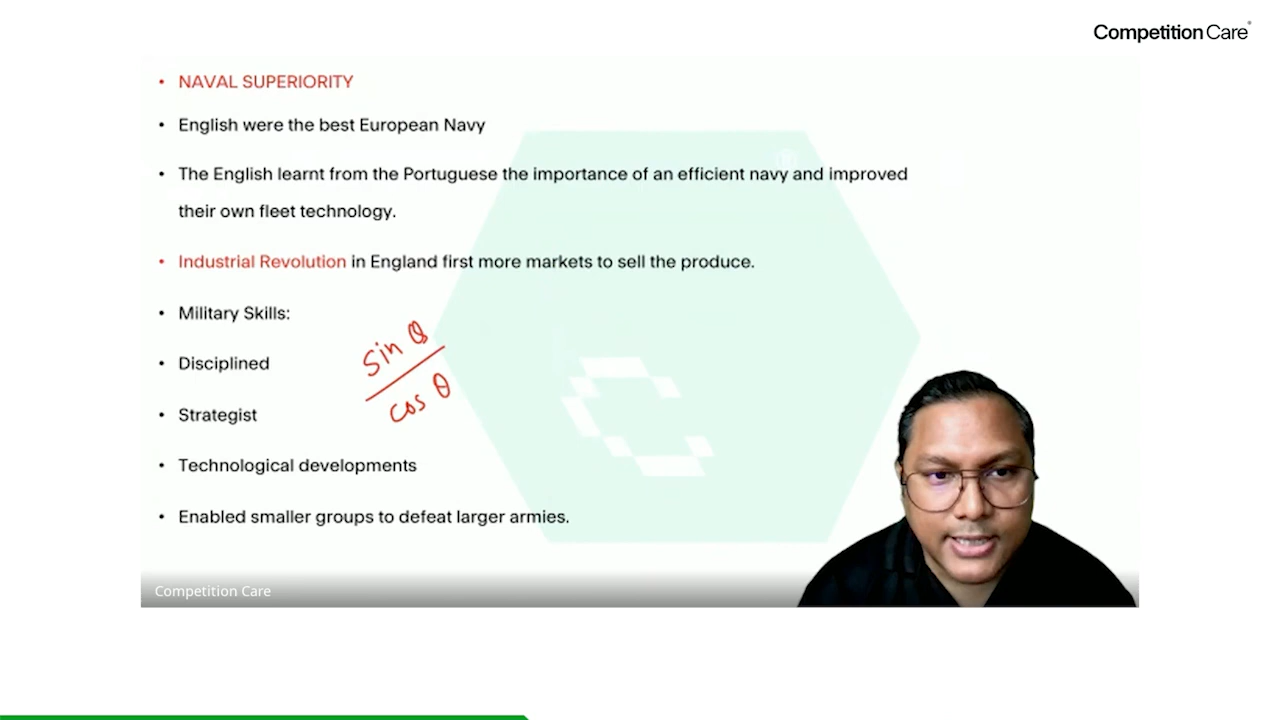 Competition Care
• NAVAL SUPERIORITY
• English were the best European Navy
• The English learnt from the Portuguese the importance of an efficient navy and improved
their own fleet technology.
• Industrial Revolution in England first more markets to sell the produce.
• Military Skills:
• Disciplined
sin θ
cos θ
• Strategist
• Technological developments
• Enabled smaller groups to defeat larger armies.
Competition Care